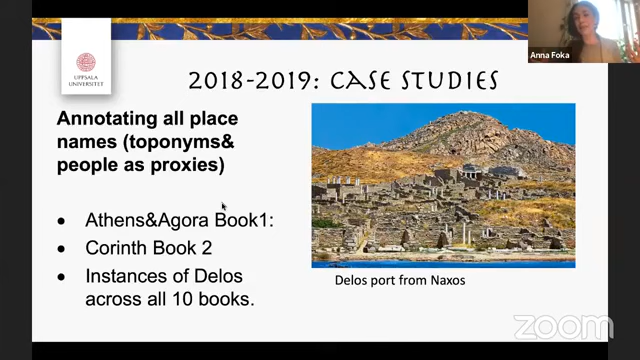 UPPSALA
UNIVERSITET
2018-2019: CASE STUDIES
Anna Foka
Annotating all place
names (toponyms&
people as proxies)
• Athens&Agora Book1:
• Corinth Book 2
• Instances of Delos
across all 10 books.
Delos port from Naxos
zoom